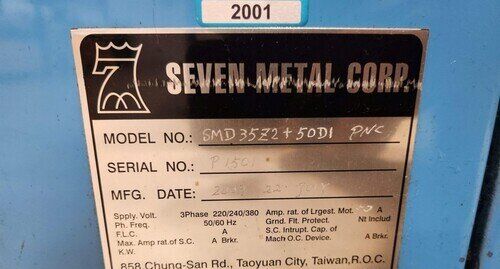 2001
SEVEN METAL CORP.
MODEL NO.: SMD35Z2+50D1 PNC
SERIAL NO.: P1501
MFG. DATE:
Spply. Volt. 3Phase 220/240/380 Amp. rat. of Lrgest. Mot. A
Ph. Freq. 50/60 Hz Grnd. Flt. Protect. Nt Includ
F.L.C. A S.C. Intrupt. Cap. of
Max. Amp rat. of S.C. A Brkr. Mach O.C. Device. A Brkr.
858 Chung-San Rd., Taoyuan City, Taiwan,R.O.C.